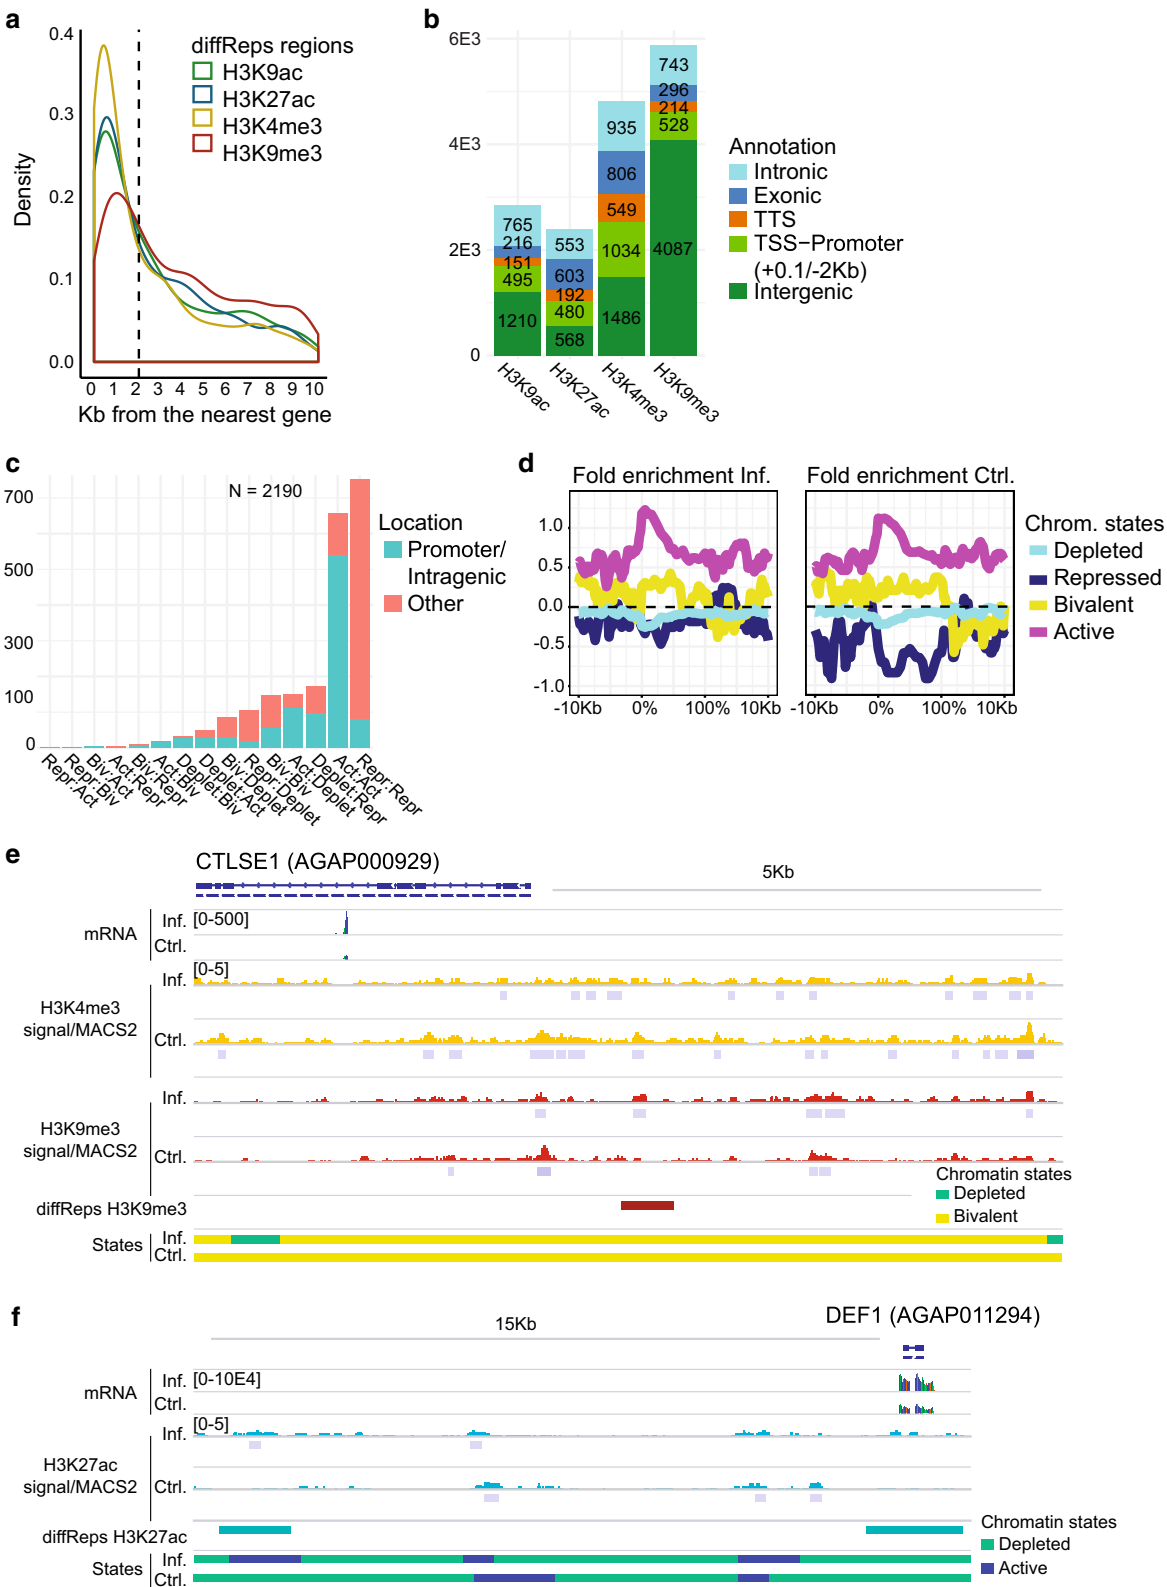 a
0.4
0.3
0.2
0.1
0.0
Density
0 1 2 3 4 5 6 7 8 9 10
Kb from the nearest gene
diffReps regions
H3K9ac
H3K27ac
H3K4me3
H3K9me3
b
6E3
4E3
2E3
0
765
216
151
495
1210
553
603
192
480
568
935
806
549
1034
1486
743
296
214
528
4087
H3K9ac
H3K27ac
H3K4me3
H3K9me3
Annotation
Intronic
Exonic
TTS
TSS−Promoter
(+0.1/-2Kb)
Intergenic
c
700
500
300
100
0
N = 2190
Repr:Act
Repr:Biv
Biv:Act
Act:Repr
Biv:Repr
Act:Biv
Deplet:Biv
Deplet:Act
Biv:Deplet
Repr:Deplet
Biv:Biv
Act:Deplet
Deplet:Repr
Act:Act
Repr:Repr
Location
Promoter/
Intragenic
Other
d
Fold enrichment Inf.
Fold enrichment Ctrl.
1.0
0.5
0.0
-0.5
-1.0
-10Kb 0% 100% 10Kb
-10Kb 0% 100% 10Kb
Chrom. states
Depleted
Repressed
Bivalent
Active
e
CTLSE1 (AGAP000929)
5Kb
mRNA
Inf.
[0-500]
Ctrl.
H3K4me3
signal/MACS2
Inf.
[0-5]
Ctrl.
H3K9me3
signal/MACS2
Inf.
Ctrl.
diffReps H3K9me3
Chromatin states
Depleted
Bivalent
States
Inf.
Ctrl.
f
15Kb
DEF1 (AGAP011294)
mRNA
Inf.
[0-10E4]
Ctrl.
H3K27ac
signal/MACS2
Inf.
[0-5]
Ctrl.
diffReps H3K27ac
States
Inf.
Ctrl.
Chromatin states
Depleted
Active